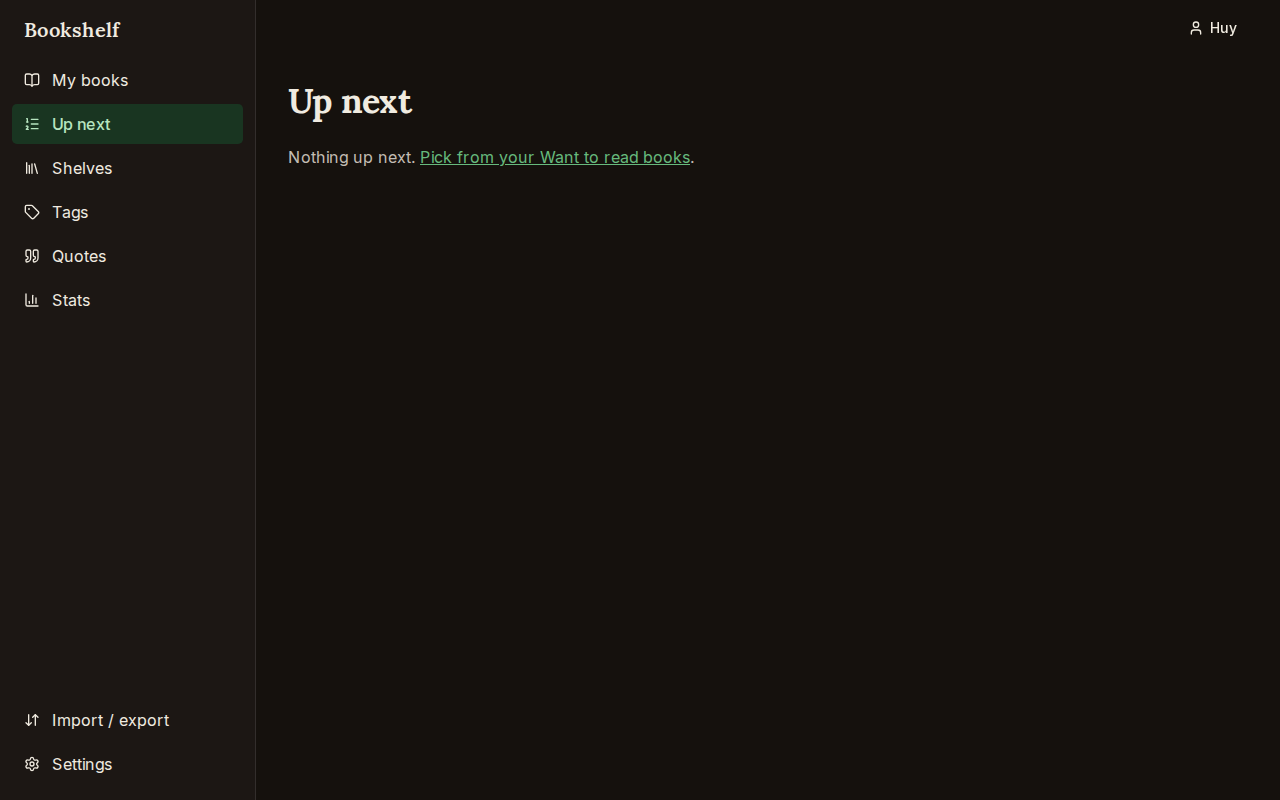 Bookshelf
My books
Up next
Shelves
Tags
Quotes
Stats
Import / export
Settings
Huy
Up next
Nothing up next. Pick from your Want to read books.